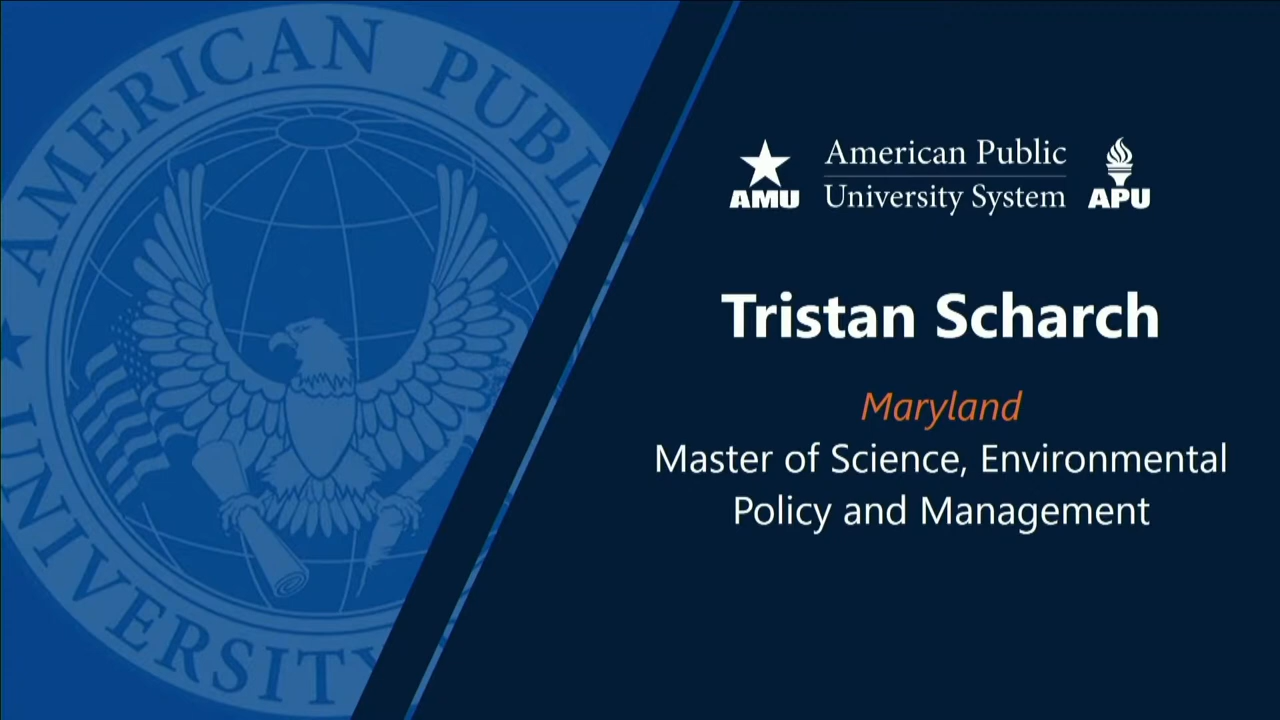 AMERICAN PUBL
UNIVERSITY
AMU
American Public
University System
APU
Tristan Scharch
Maryland
Master of Science, Environmental
Policy and Management